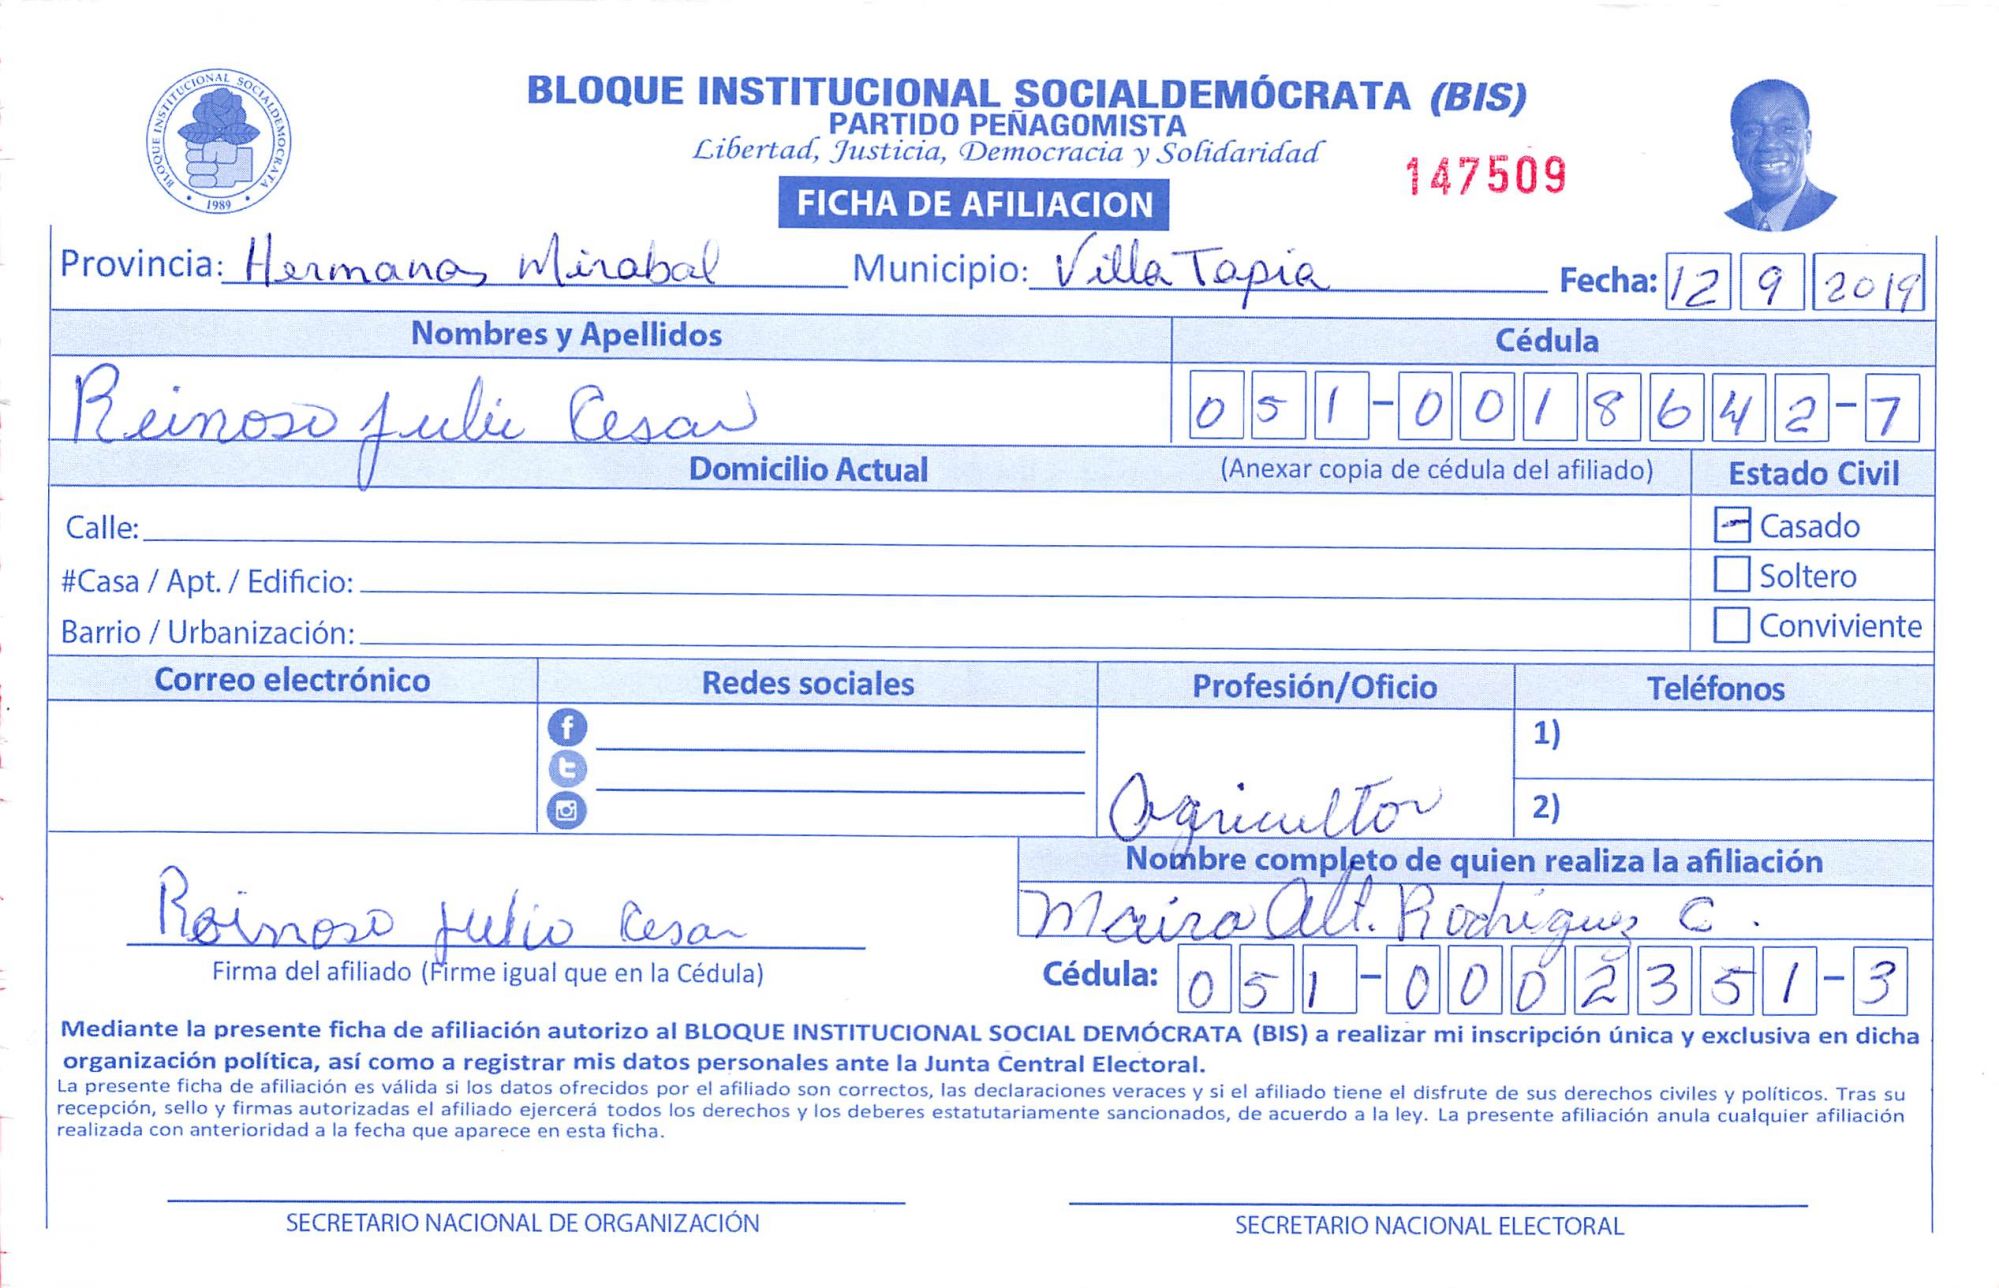 BLOQUE INSTITUCIONAL SOCIALDEMOCRATA
1989
BLOQUE INSTITUCIONAL SOCIALDEMÓCRATA (BIS)
PARTIDO PEÑAGOMISTA
Libertad, Justicia, Democracia y Solidaridad
147509
FICHA DE AFILIACION
Provincia: Hermanas Mirabal Municipio: Villa Tapia Fecha: 12 9 2019
Nombres y Apellidos Cédula
Reinoso Julio Cesar 051-0018642-7
Domicilio Actual (Anexar copia de cédula del afiliado) Estado Civil
Calle: Casado
#Casa / Apt. / Edificio: Soltero
Barrio / Urbanización: Conviviente
Correo electrónico Redes sociales Profesión/Oficio Teléfonos
1)
Agricultor 2)
Nombre completo de quien realiza la afiliación
Reinoso Julio Cesar Maira Alt. Rodriguez C.
Firma del afiliado (Firme igual que en la Cédula) Cédula: 051-0002351-3
Mediante la presente ficha de afiliación autorizo al BLOQUE INSTITUCIONAL SOCIAL DEMÓCRATA (BIS) a realizar mi inscripción única y exclusiva en dicha
organización política, así como a registrar mis datos personales ante la Junta Central Electoral.
La presente ficha de afiliación es válida si los datos ofrecidos por el afiliado son correctos, las declaraciones veraces y si el afiliado tiene el disfrute de sus derechos civiles y políticos. Tras su
recepción, sello y firmas autorizadas el afiliado ejercerá todos los derechos y los deberes estatutariamente sancionados, de acuerdo a la ley. La presente afiliación anula cualquier afiliación
realizada con anterioridad a la fecha que aparece en esta ficha.
SECRETARIO NACIONAL DE ORGANIZACIÓN SECRETARIO NACIONAL ELECTORAL